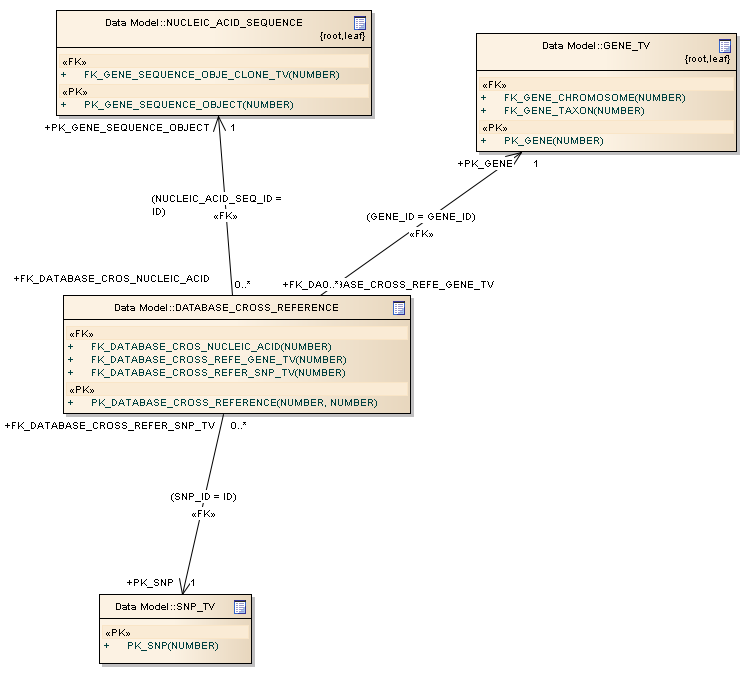 Data Model::NUCLEIC_ACID_SEQUENCE
{root,leaf}
«FK»
+ FK_GENE_SEQUENCE_OBJE_CLONE_TV(NUMBER)
«PK»
+ PK_GENE_SEQUENCE_OBJECT(NUMBER)
Data Model::GENE_TV
{root,leaf}
«FK»
+ FK_GENE_CHROMOSOME(NUMBER)
+ FK_GENE_TAXON(NUMBER)
«PK»
+ PK_GENE(NUMBER)
+PK_GENE_SEQUENCE_OBJECT 1
+PK_GENE 1
(NUCLEIC_ACID_SEQ_ID =
ID)
«FK»
(GENE_ID = GENE_ID)
«FK»
+FK_DATABASE_CROS_NUCLEIC_ACID 0..*
+FK_DA0..*BASE_CROSS_REFE_GENE_TV
Data Model::DATABASE_CROSS_REFERENCE
«FK»
+ FK_DATABASE_CROS_NUCLEIC_ACID(NUMBER)
+ FK_DATABASE_CROSS_REFE_GENE_TV(NUMBER)
+ FK_DATABASE_CROSS_REFER_SNP_TV(NUMBER)
«PK»
+ PK_DATABASE_CROSS_REFERENCE(NUMBER, NUMBER)
+FK_DATABASE_CROSS_REFER_SNP_TV 0..*
(SNP_ID = ID)
«FK»
+PK_SNP 1
Data Model::SNP_TV
«PK»
+ PK_SNP(NUMBER)